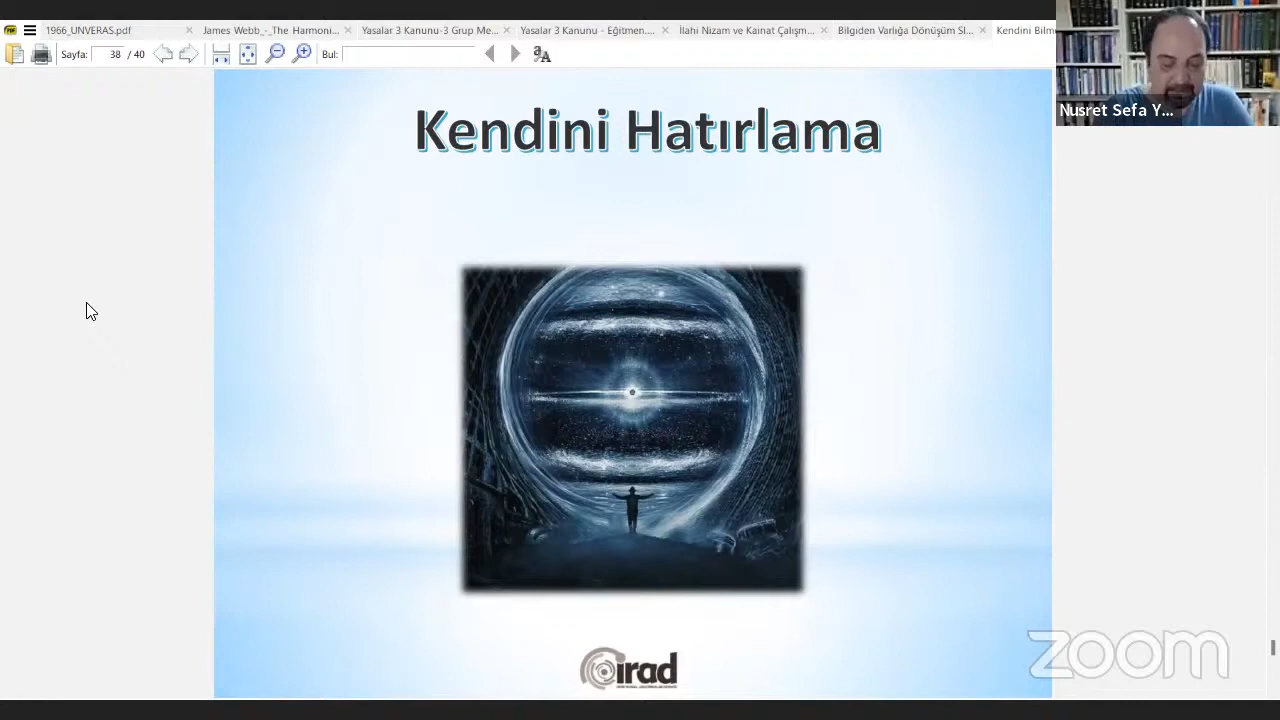 1966_UNVERAS.pdf
James Webb_-_The Harmoni...
Yasalar 3 Kanunu-3 Grup Me...
Yasalar 3 Kanunu - Eğitmen....
İlahi Nizam ve Kainat Çalışm...
Bilgiden Varlığa Dönüşüm Sl...
Kendini Bilm
Sayfa: 38 / 40
Bul:
Nusret Sefa Y...
Kendini Hatırlama
irad
zoom